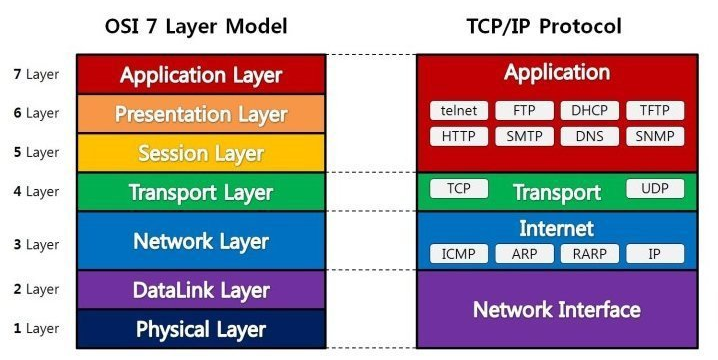 OSI 7 Layer Model
TCP/IP Protocol
7 Layer
Application Layer
6 Layer
Presentation Layer
5 Layer
Session Layer
4 Layer
Transport Layer
3 Layer
Network Layer
2 Layer
DataLink Layer
1 Layer
Physical Layer
Application
telnet FTP DHCP TFTP
HTTP SMTP DNS SNMP
TCP Transport UDP
Internet
ICMP ARP RARP IP
Network Interface